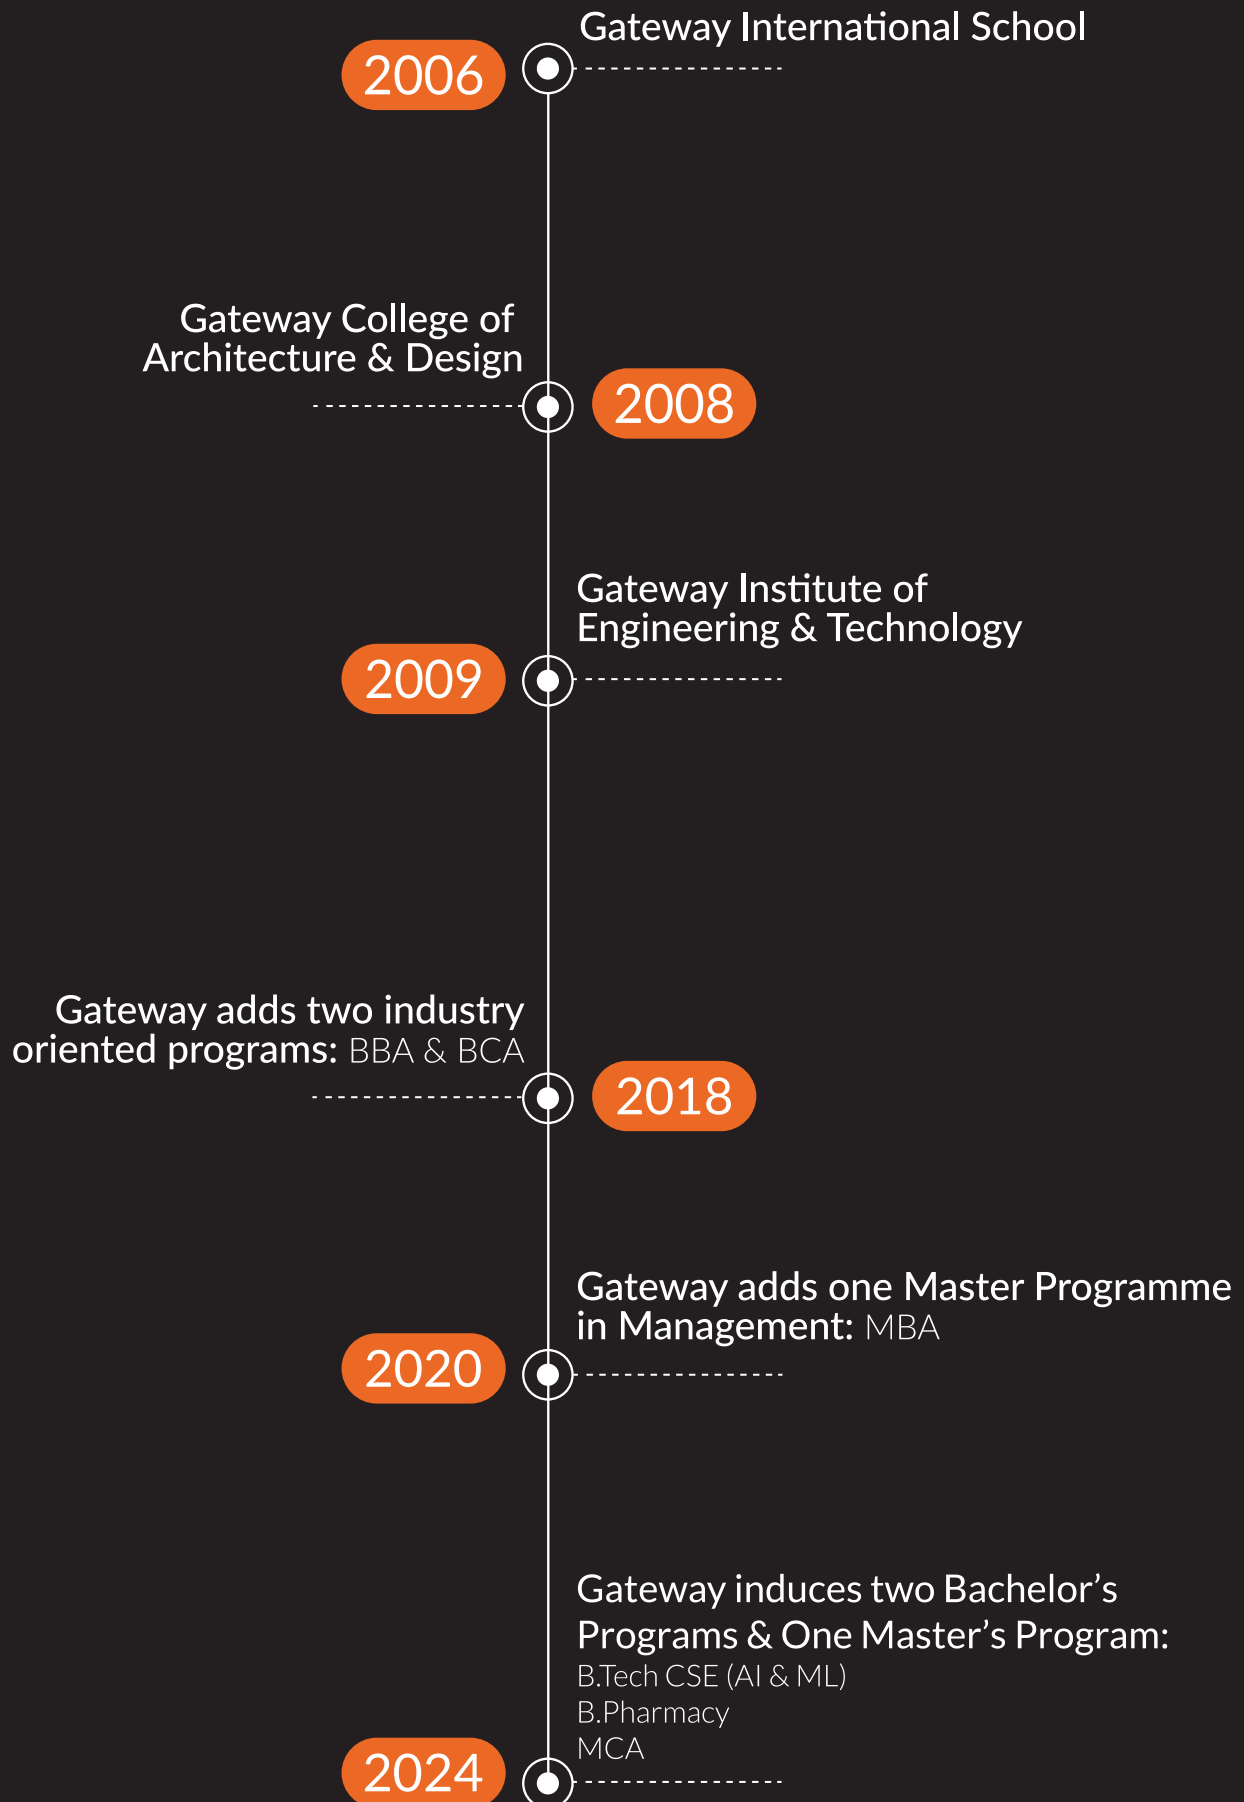 Gateway International School
2006
Gateway College of
Architecture & Design
2008
Gateway Institute of
Engineering & Technology
2009
Gateway adds two industry
oriented programs: BBA & BCA
2018
Gateway adds one Master Programme
in Management: MBA
2020
Gateway induces two Bachelor’s
Programs & One Master’s Program:
B.Tech CSE (AI & ML)
B.Pharmacy
MCA
2024